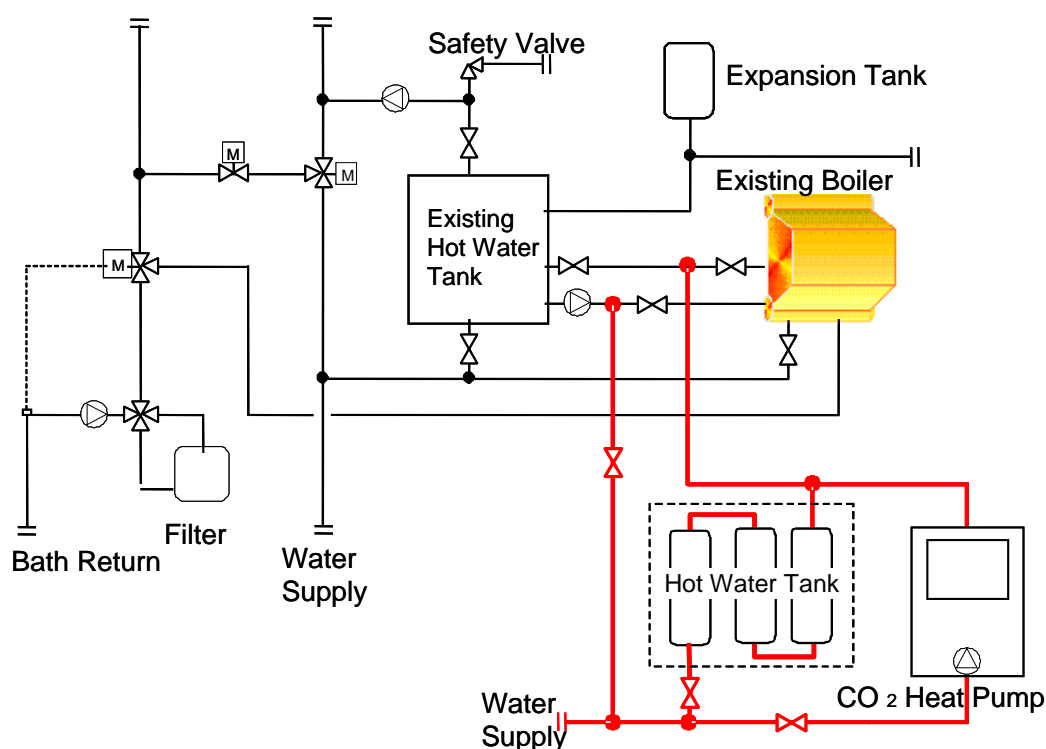 Safety Valve
Expansion Tank
M
M
Existing Boiler
Existing
Hot Water
Tank
M
Filter
Bath Return
Water
Supply
Hot Water Tank
CO 2 Heat Pump
Water
Supply